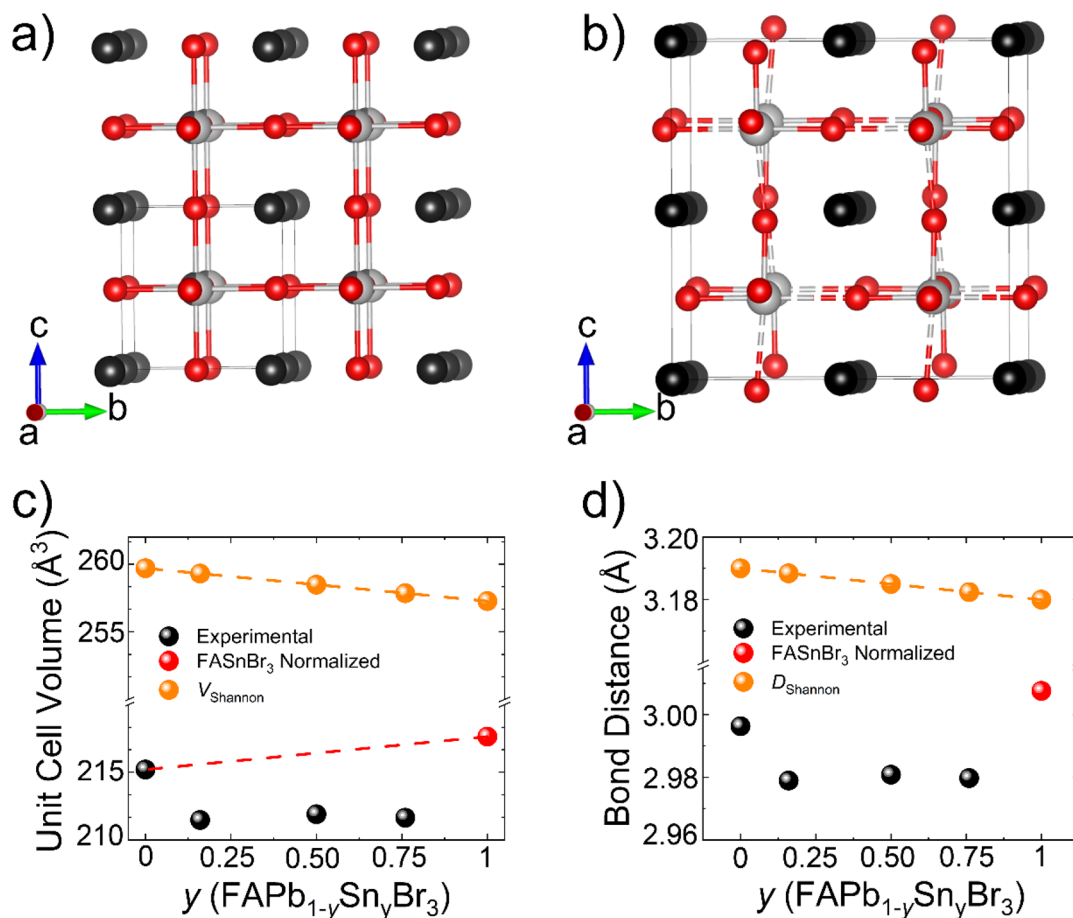 a)
b)
c
b
a
c
b
a
c)
Unit Cell Volume (Å³)
260
255
215
210
Experimental
FASnBr₃ Normalized
V_Shannon
0 0.25 0.50 0.75 1
y (FAPb₁₋ySnyBr₃)
d)
Bond Distance (Å)
3.20
3.18
3.00
2.98
2.96
Experimental
FASnBr₃ Normalized
D_Shannon
0 0.25 0.50 0.75 1
y (FAPb₁₋ySnyBr₃)